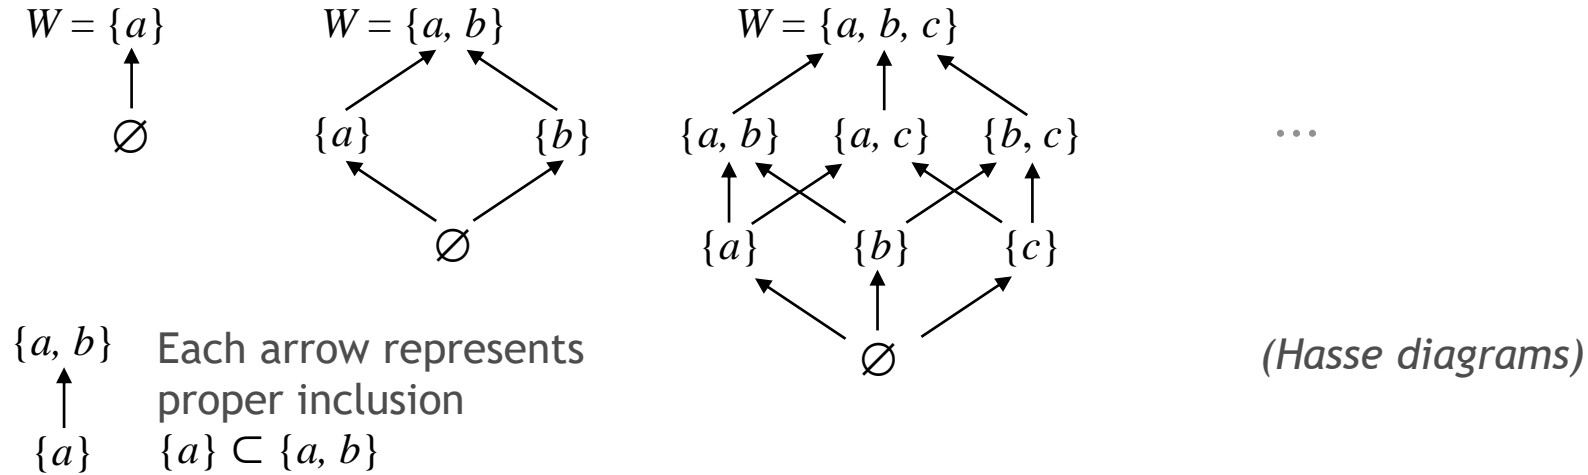 W = {a}
∅
W = {a, b}
{a} {b}
∅
W = {a, b, c}
{a, b} {a, c} {b, c}
{a} {b} {c}
∅
...
{a, b}
{a}
Each arrow represents
proper inclusion
{a} ⊂ {a, b}
(Hasse diagrams)